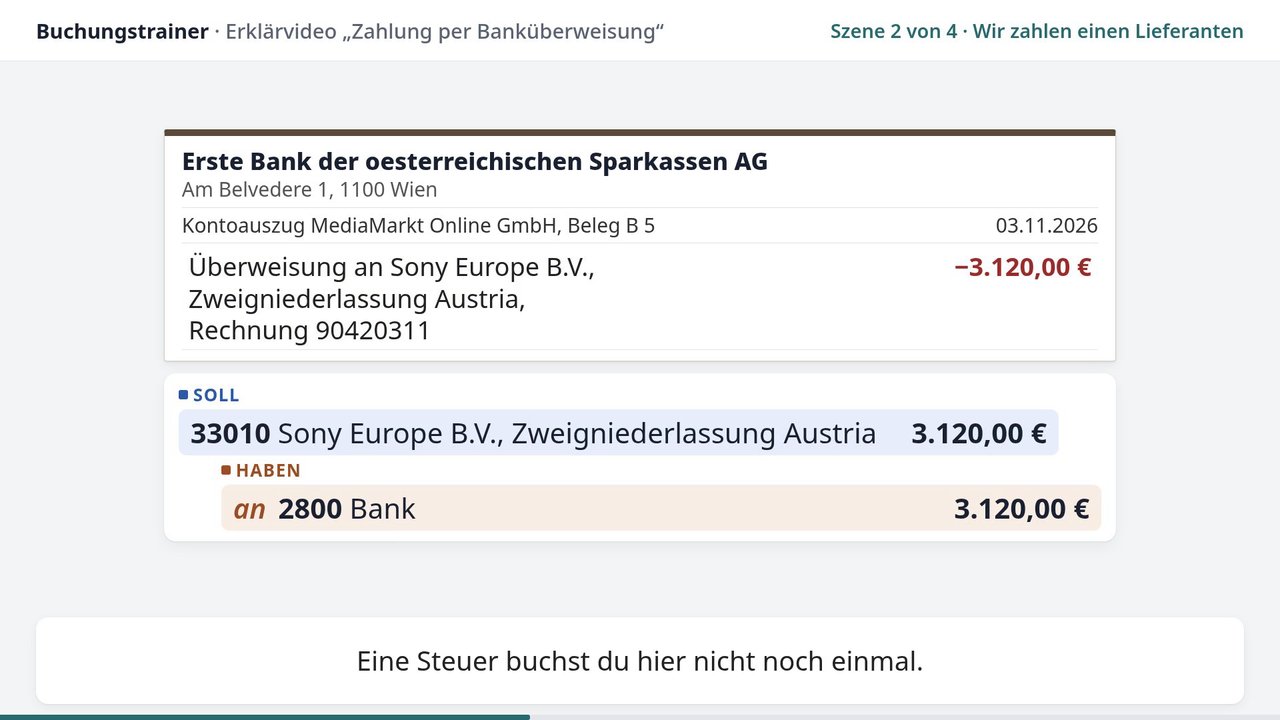 Buchungstrainer · Erklärvideo „Zahlung per Banküberweisung“
Szene 2 von 4 · Wir zahlen einen Lieferanten
Erste Bank der oesterreichischen Sparkassen AG
Am Belvedere 1, 1100 Wien
Kontoauszug MediaMarkt Online GmbH, Beleg B 5 03.11.2026
Überweisung an Sony Europe B.V., −3.120,00 €
Zweigniederlassung Austria,
Rechnung 90420311
SOLL
33010 Sony Europe B.V., Zweigniederlassung Austria 3.120,00 €
HABEN
an 2800 Bank 3.120,00 €
Eine Steuer buchst du hier nicht noch einmal.